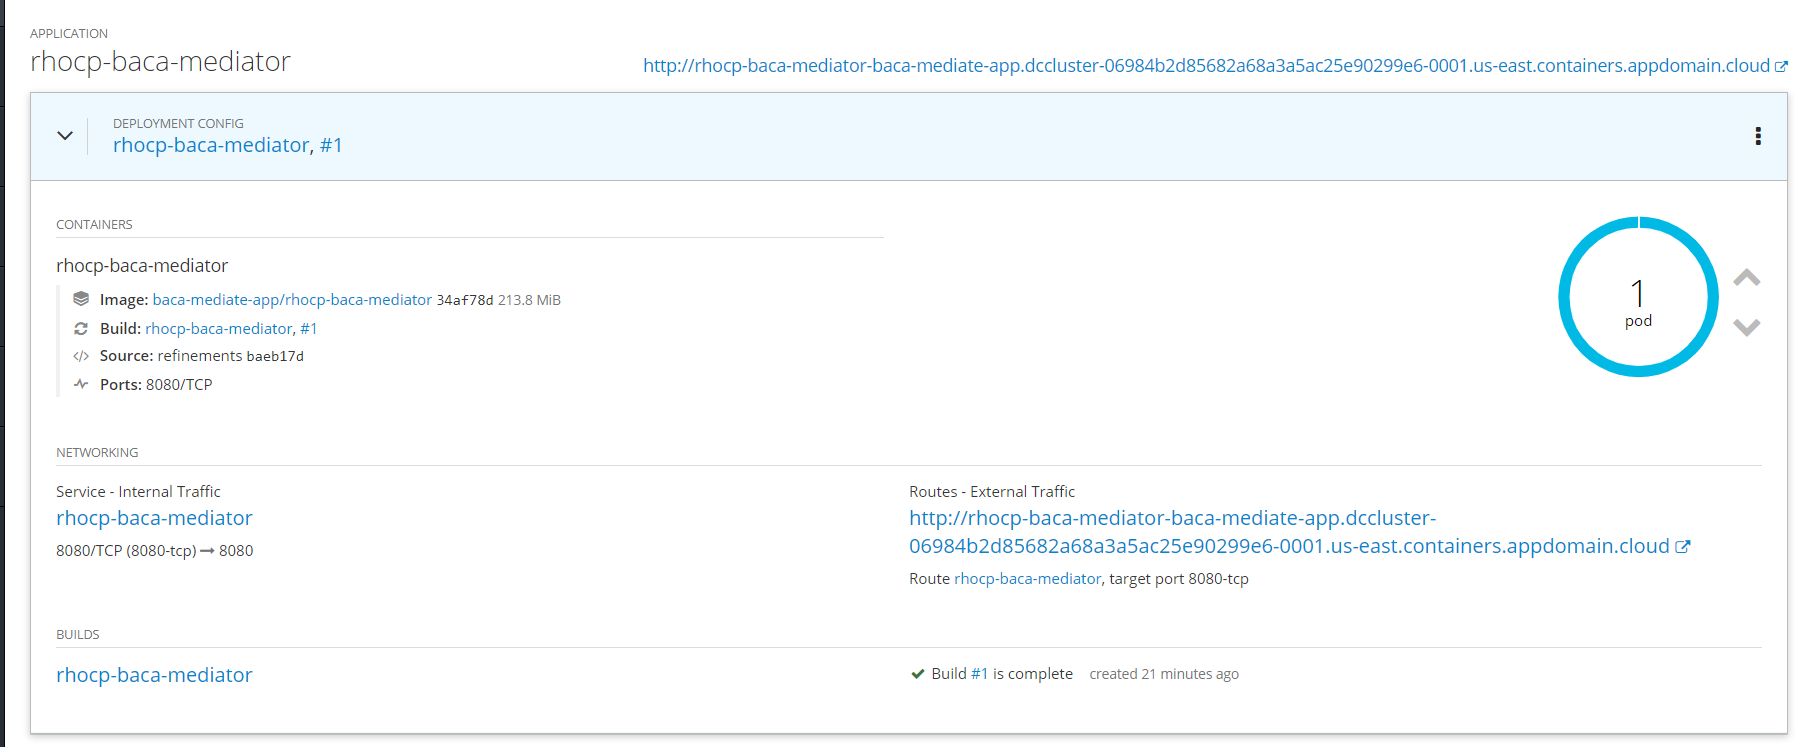 APPLICATION
rhocp-baca-mediator
http://rhocp-baca-mediator-baca-mediate-app.dccluster-06984b2d85682a68a3a5ac25e90299e6-0001.us-east.containers.appdomain.cloud
DEPLOYMENT CONFIG
rhocp-baca-mediator, #1
CONTAINERS
rhocp-baca-mediator
Image: baca-mediate-app/rhocp-baca-mediator 34af78d 213.8 MiB
Build: rhocp-baca-mediator, #1
Source: refinements baeb17d
Ports: 8080/TCP
1
pod
NETWORKING
Service - Internal Traffic
rhocp-baca-mediator
8080/TCP (8080-tcp) → 8080
Routes - External Traffic
http://rhocp-baca-mediator-baca-mediate-app.dccluster-
06984b2d85682a68a3a5ac25e90299e6-0001.us-east.containers.appdomain.cloud
Route rhocp-baca-mediator, target port 8080-tcp
BUILDS
rhocp-baca-mediator
Build #1 is complete created 21 minutes ago